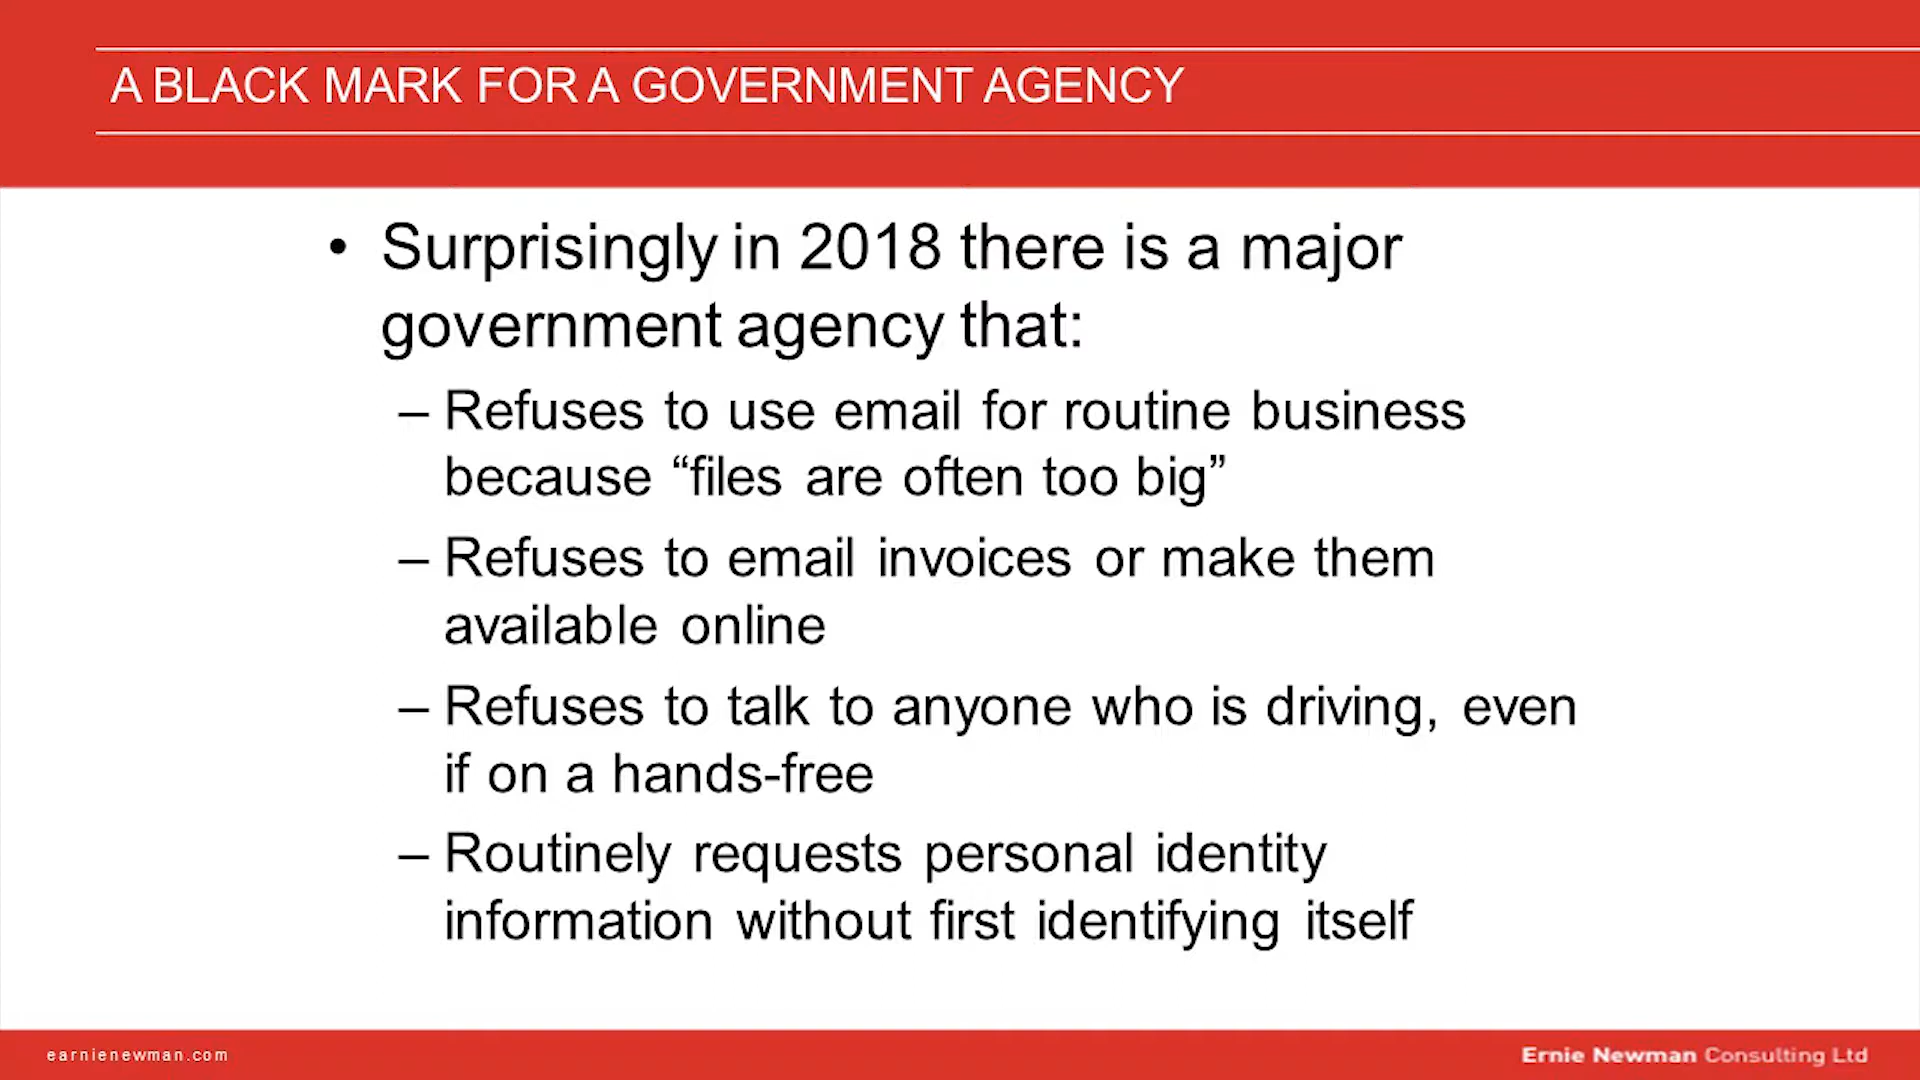 A BLACK MARK FOR A GOVERNMENT AGENCY
• Surprisingly in 2018 there is a major
government agency that:
– Refuses to use email for routine business
because “files are often too big”
– Refuses to email invoices or make them
available online
– Refuses to talk to anyone who is driving, even
if on a hands-free
– Routinely requests personal identity
information without first identifying itself
earnienewman.com
Ernie Newman Consulting Ltd